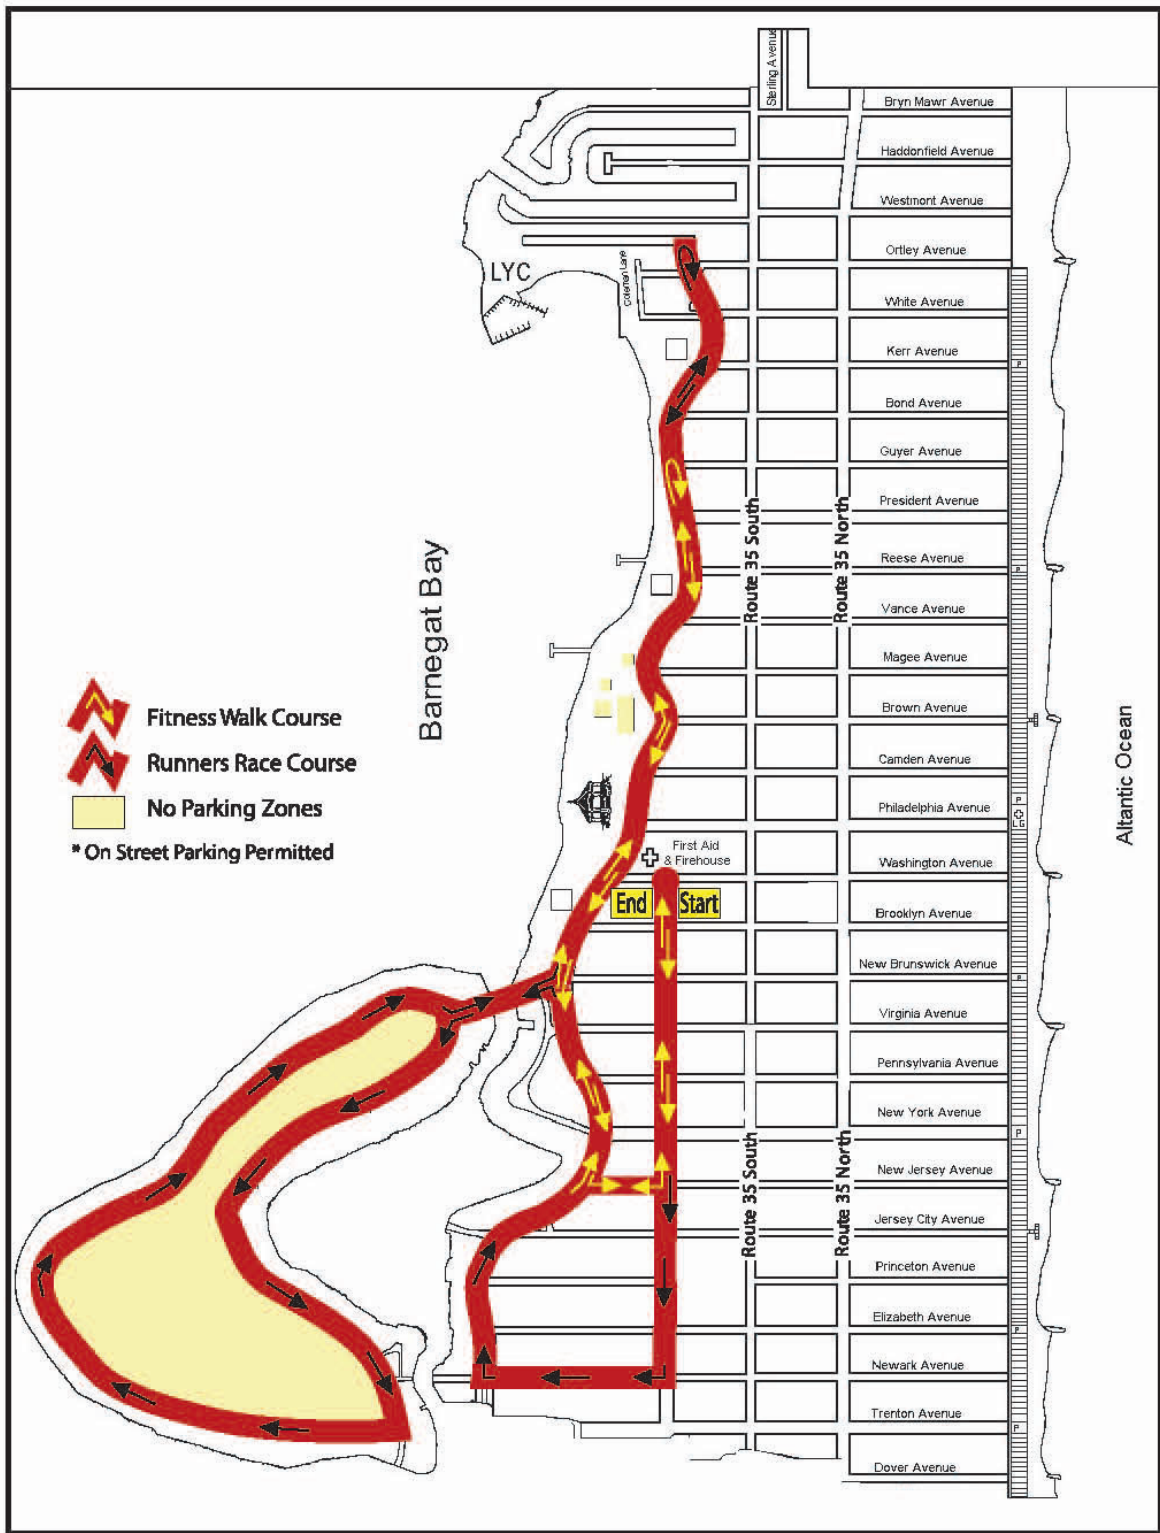 Sterling Avenue
Bryn Mawr Avenue
Haddonfield Avenue
Westmont Avenue
Ortley Avenue
LYC
Coleman Lane
White Avenue
Kerr Avenue
Bond Avenue
Guyer Avenue
President Avenue
Route 35 South
Route 35 North
Reese Avenue
Vance Avenue
Magee Avenue
Barnegat Bay
Fitness Walk Course
Runners Race Course
No Parking Zones
* On Street Parking Permitted
Brown Avenue
Camden Avenue
Altantic Ocean
Philadelphia Avenue
First Aid
& Firehouse
Washington Avenue
End
Start
Brooklyn Avenue
New Brunswick Avenue
Virginia Avenue
Pennsylvania Avenue
New York Avenue
New Jersey Avenue
Route 35 South
Route 35 North
Jersey City Avenue
Princeton Avenue
Elizabeth Avenue
Newark Avenue
Trenton Avenue
Dover Avenue
P
P
P
LG
P
P
P
P